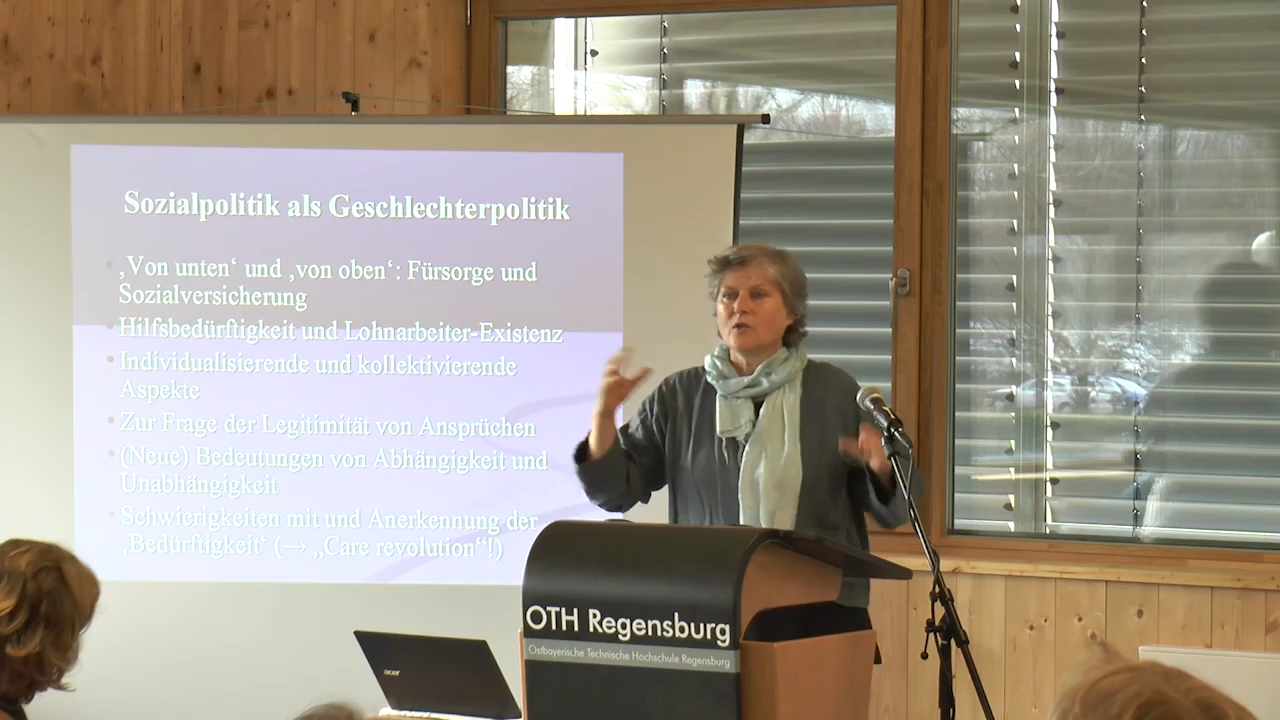 Sozialpolitik als Geschlechterpolitik
‚Von unten‘ und ‚von oben‘: Fürsorge und
Sozialversicherung
Hilfsbedürftigkeit und Lohnarbeiter-Existenz
Individualisierende und kollektivierende
Aspekte
Zur Frage der Legitimität von Ansprüchen
(Neue) Bedeutungen von Abhängigkeit und
Unabhängigkeit
Schwierigkeiten mit und Anerkennung der
‚Bedürftigkeit‘ (→ „Care revolution“!)
OTH Regensburg
Ostbayerische Technische Hochschule Regensburg
acer